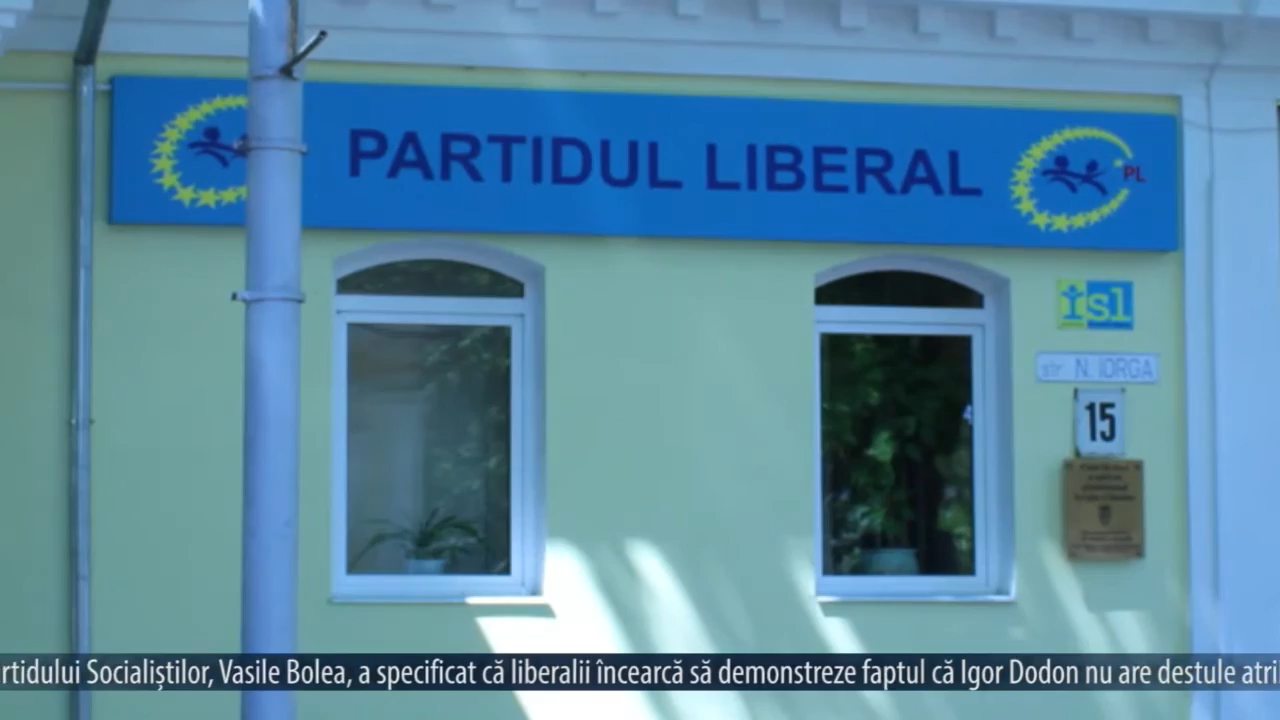 PARTIDUL LIBERAL
PL
isl
str. N. IORGA
15
rtidului Socialiștilor, Vasile Bolea, a specificat că liberalii încearcă să demonstreze faptul că Igor Dodon nu are destule atri